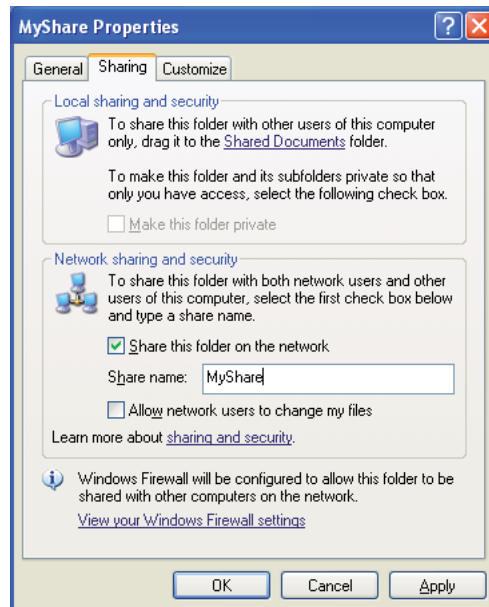 MyShare Properties
General Sharing Customize
Local sharing and security
To share this folder with other users of this computer
only, drag it to the Shared Documents folder.
To make this folder and its subfolders private so that
only you have access, select the following check box.
Make this folder private
Network sharing and security
To share this folder with both network users and other
users of this computer, select the first check box below
and type a share name.
Share this folder on the network
Share name: MyShare
Allow network users to change my files
Learn more about sharing and security.
Windows Firewall will be configured to allow this folder to be
shared with other computers on the network.
View your Windows Firewall settings
OK Cancel Apply